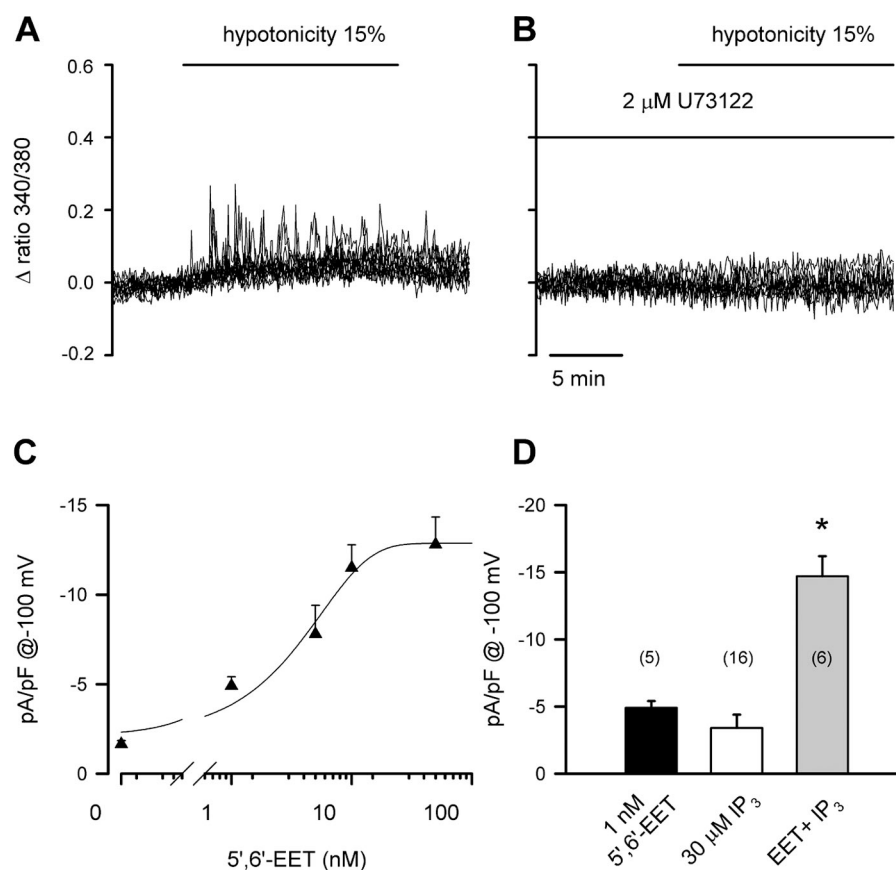 A
hypotonicity 15%
B
hypotonicity 15%
2 μM U73122
Δ ratio 340/380
0.6
0.4
0.2
0.0
-0.2
5 min
C
pA/pF @-100 mV
-15
-10
-5
0
0
1
10
100
5',6'-EET (nM)
D
pA/pF @ -100 mV
-20
-15
-10
-5
0
(5)
(16)
*
(6)
1 nM
5',6'-EET
30 μM IP3
EET+ IP3